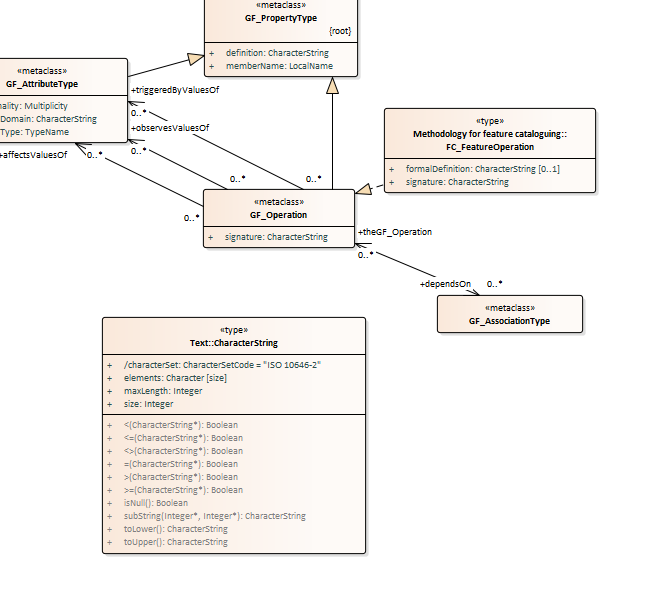 «metaclass»
GF_PropertyType
{root}
+ definition: CharacterString
+ memberName: LocalName
«metaclass»
GF_AttributeType
nality: Multiplicity
Domain: CharacterString
Type: TypeName
+triggeredByValuesOf
0..*
+observesValuesOf
0..*
+affectsValuesOf
0..*
0..*
0..*
0..*
«type»
Methodology for feature cataloguing::
FC_FeatureOperation
+ formalDefinition: CharacterString [0..1]
+ signature: CharacterString
«metaclass»
GF_Operation
+ signature: CharacterString
+theGF_Operation
0..*
+dependsOn
0..*
«metaclass»
GF_AssociationType
«type»
Text::CharacterString
+ /characterSet: CharacterSetCode = "ISO 10646-2"
+ elements: Character [size]
+ maxLength: Integer
+ size: Integer
+ <(CharacterString*): Boolean
+ <=(CharacterString*): Boolean
+ <>(CharacterString*): Boolean
+ =(CharacterString*): Boolean
+ >(CharacterString*): Boolean
+ >=(CharacterString*): Boolean
+ isNull(): Boolean
+ subString(Integer*, Integer*): CharacterString
+ toLower(): CharacterString
+ toUpper(): CharacterString